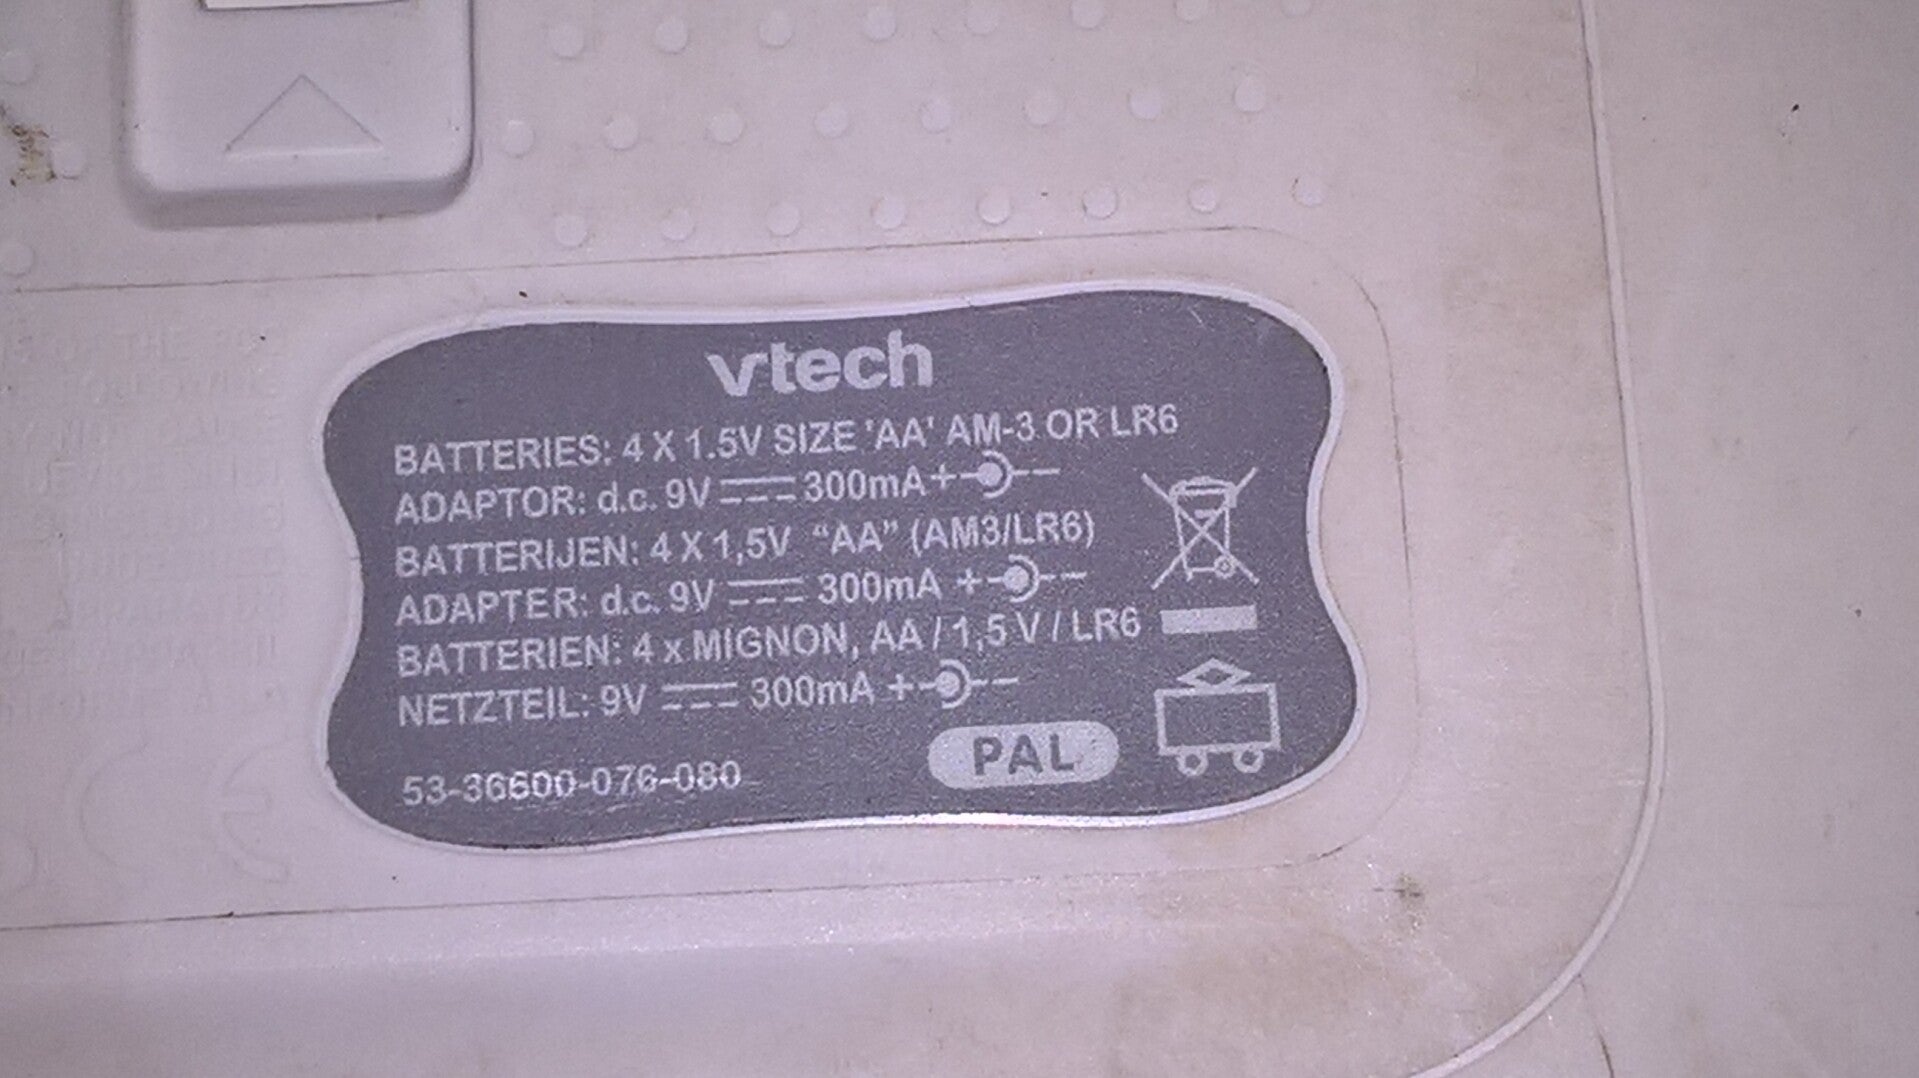 vtech
BATTERIES: 4 X 1.5V SIZE 'AA' AM-3 OR LR6
ADAPTOR: d.c. 9V ⎓ 300mA + -
BATTERIJEN: 4 X 1,5V “AA” (AM3/LR6)
ADAPTER: d.c. 9V ⎓ 300mA + -
BATTERIEN: 4 x MIGNON, AA / 1,5 V / LR6
NETZTEIL: 9V ⎓ 300mA + -
53-36600-076-080
PAL
CE